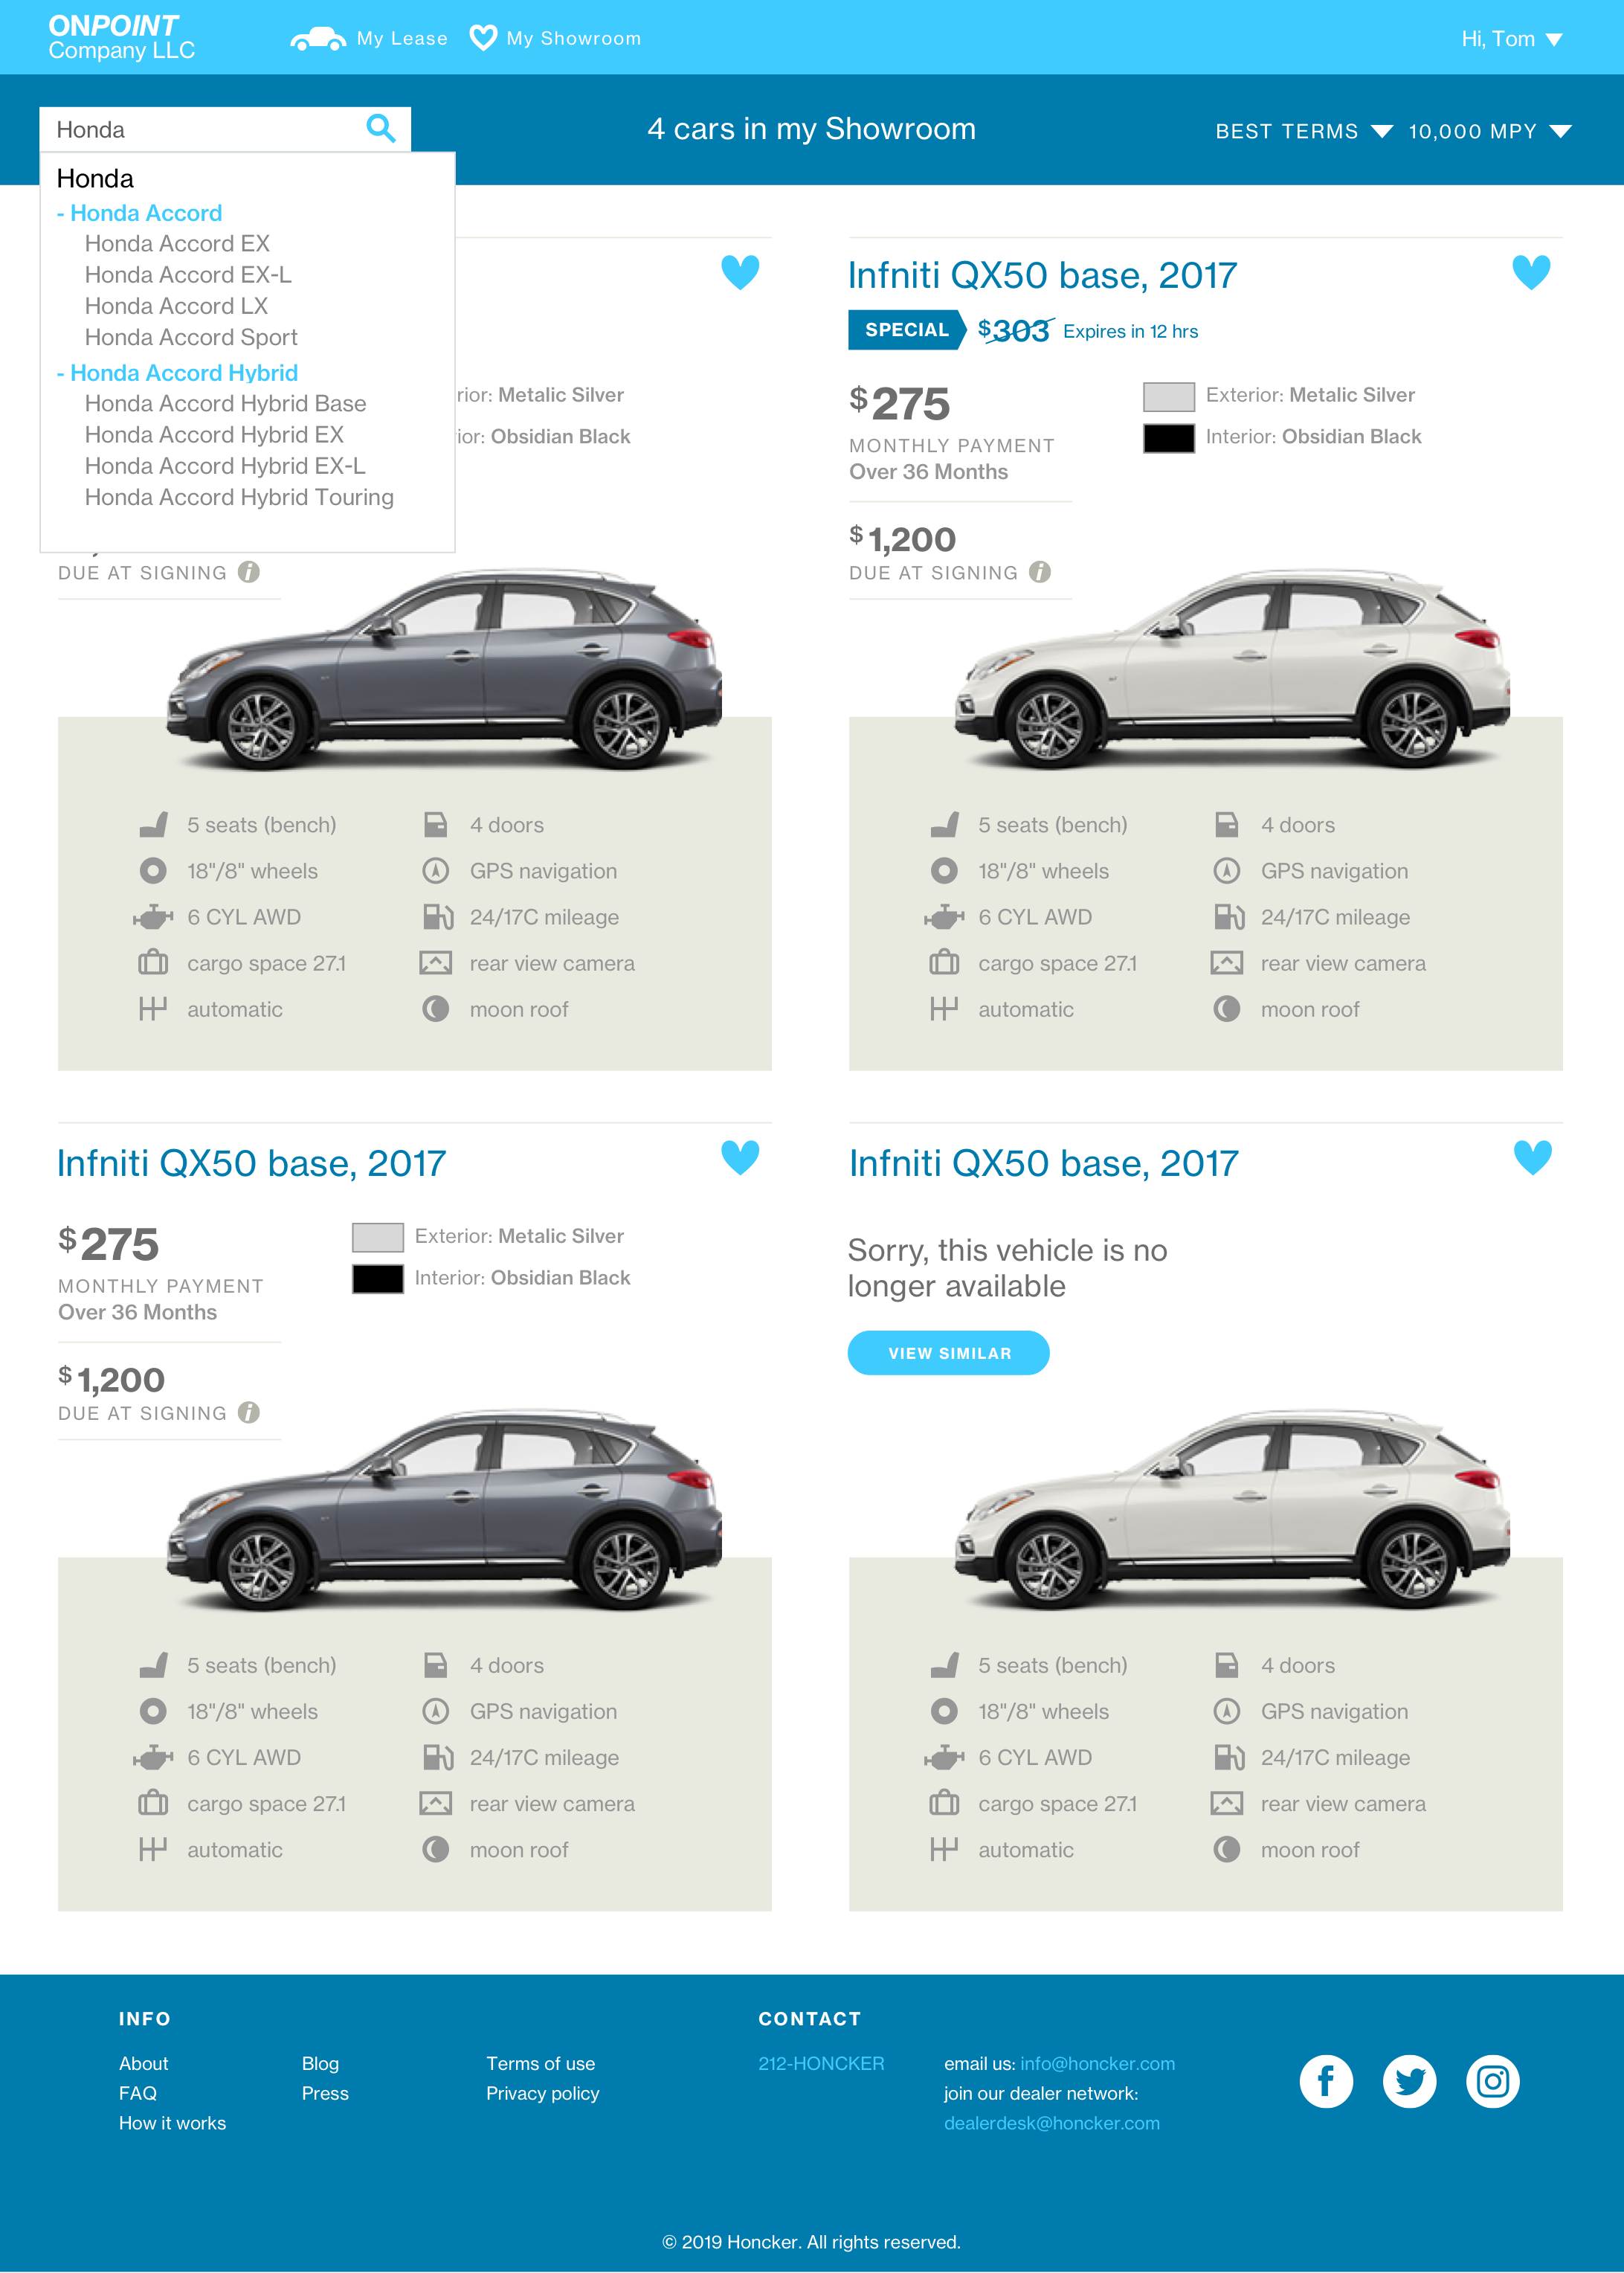 ONPOINT
Company LLC
My Lease
My Showroom
Hi, Tom
Honda
4 cars in my Showroom
BEST TERMS
10,000 MPY
Honda
- Honda Accord
Honda Accord EX
Honda Accord EX-L
Honda Accord LX
Honda Accord Sport
- Honda Accord Hybrid
Honda Accord Hybrid Base
Honda Accord Hybrid EX
Honda Accord Hybrid EX-L
Honda Accord Hybrid Touring
rior: Metalic Silver
ior: Obsidian Black
DUE AT SIGNING
5 seats (bench)
4 doors
18"/8" wheels
GPS navigation
6 CYL AWD
24/17C mileage
cargo space 27.1
rear view camera
automatic
moon roof
Infniti QX50 base, 2017
SPECIAL
$303
Expires in 12 hrs
$275
MONTHLY PAYMENT
Over 36 Months
Exterior: Metalic Silver
Interior: Obsidian Black
$1,200
DUE AT SIGNING
5 seats (bench)
4 doors
18"/8" wheels
GPS navigation
6 CYL AWD
24/17C mileage
cargo space 27.1
rear view camera
automatic
moon roof
Infniti QX50 base, 2017
$275
MONTHLY PAYMENT
Over 36 Months
Exterior: Metalic Silver
Interior: Obsidian Black
$1,200
DUE AT SIGNING
5 seats (bench)
4 doors
18"/8" wheels
GPS navigation
6 CYL AWD
24/17C mileage
cargo space 27.1
rear view camera
automatic
moon roof
Infniti QX50 base, 2017
Sorry, this vehicle is no
longer available
VIEW SIMILAR
5 seats (bench)
4 doors
18"/8" wheels
GPS navigation
6 CYL AWD
24/17C mileage
cargo space 27.1
rear view camera
automatic
moon roof
INFO
About
FAQ
How it works
Blog
Press
Terms of use
Privacy policy
CONTACT
212-HONCKER
email us: info@honcker.com
join our dealer network:
dealerdesk@honcker.com
© 2019 Honcker. All rights reserved.